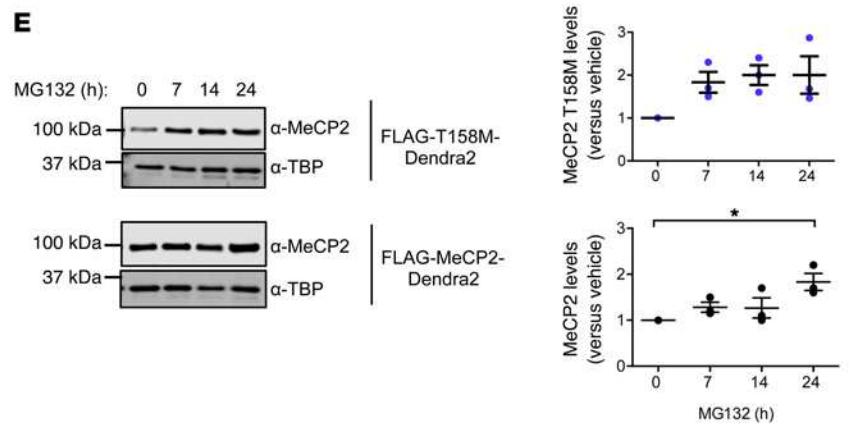 E
MG132 (h): 0 7 14 24
100 kDa α-MeCP2
37 kDa α-TBP
FLAG-T158M-
Dendra2
100 kDa α-MeCP2
37 kDa α-TBP
FLAG-MeCP2-
Dendra2
MeCP2 T158M levels
(versus vehicle)
3
2
1
0
0 7 14 24
MeCP2 levels
(versus vehicle)
3
2
1
0
*
0 7 14 24
MG132 (h)